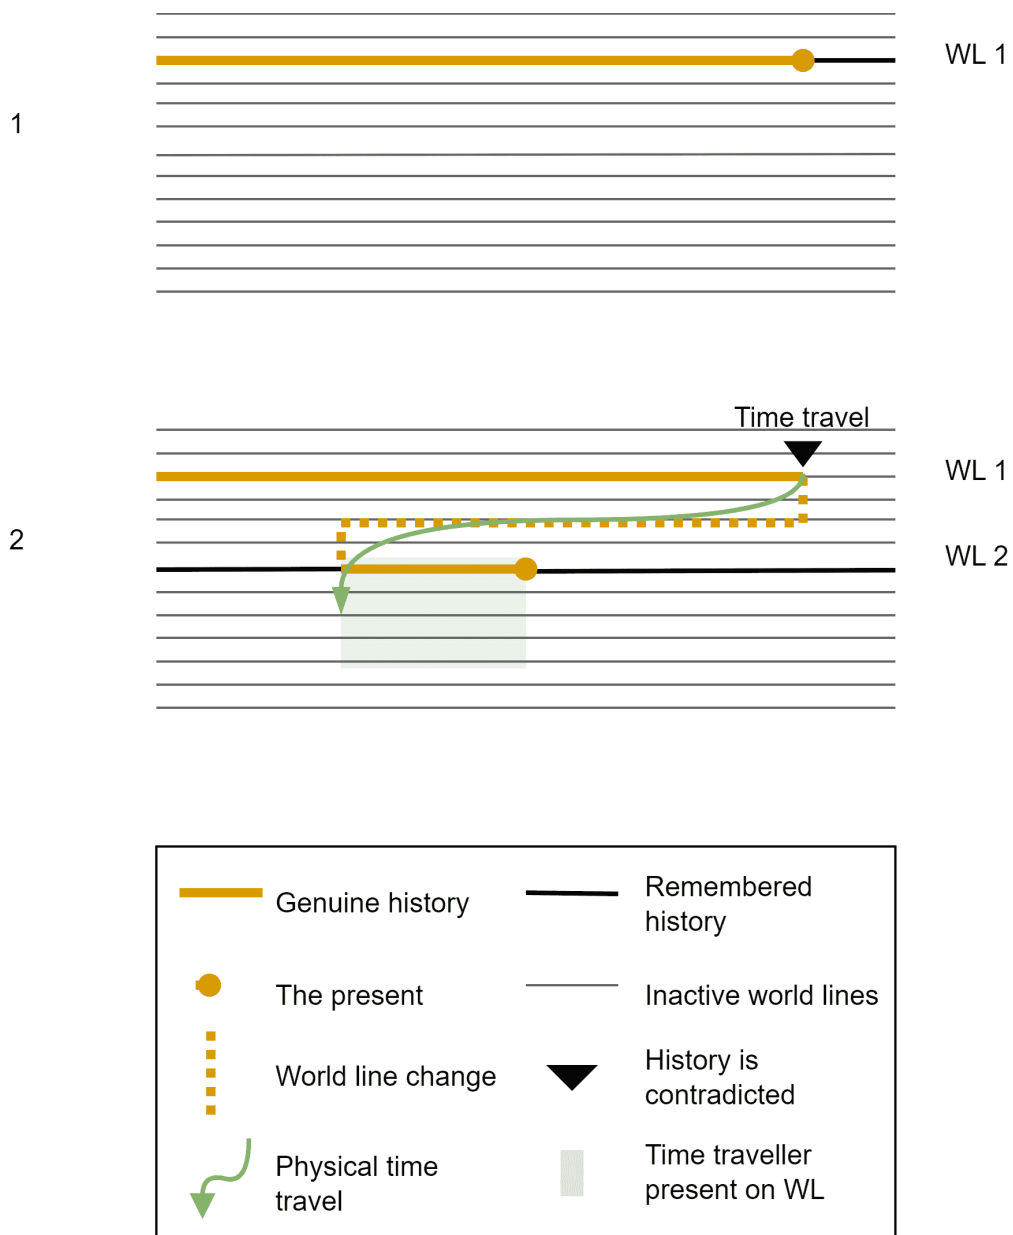 WL 1
1
Time travel
WL 1
2
WL 2
Genuine history
Remembered
history
The present
Inactive world lines
World line change
History is
contradicted
Physical time
travel
Time traveller
present on WL